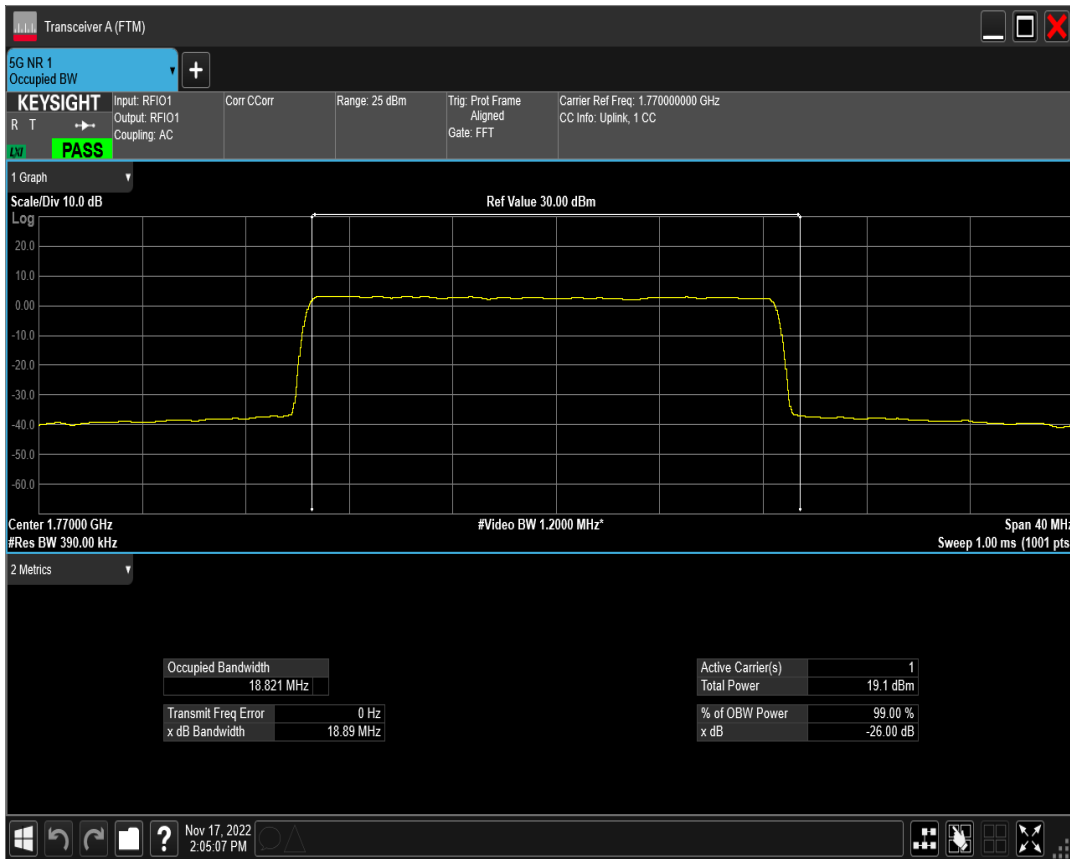 Transceiver A (FTM)
5G NR 1
Occupied BW
+
KEYSIGHT
R T
LXI
PASS
Input: RFIO1
Output: RFIO1
Coupling: AC
Corr CCorr
Range: 25 dBm
Trig: Prot Frame
Aligned
Gate: FFT
Carrier Ref Freq: 1.770000000 GHz
CC Info: Uplink, 1 CC
1 Graph
Scale/Div 10.0 dB
Ref Value 30.00 dBm
Log
20.0
10.0
0.00
-10.0
-20.0
-30.0
-40.0
-50.0
-60.0
Center 1.77000 GHz
#Video BW 1.2000 MHz*
Span 40 MHz
#Res BW 390.00 kHz
Sweep 1.00 ms (1001 pts
2 Metrics
Occupied Bandwidth
18.821 MHz
Transmit Freq Error 0 Hz
x dB Bandwidth 18.89 MHz
Active Carrier(s) 1
Total Power 19.1 dBm
% of OBW Power 99.00 %
x dB -26.00 dB
?
Nov 17, 2022
2:05:07 PM